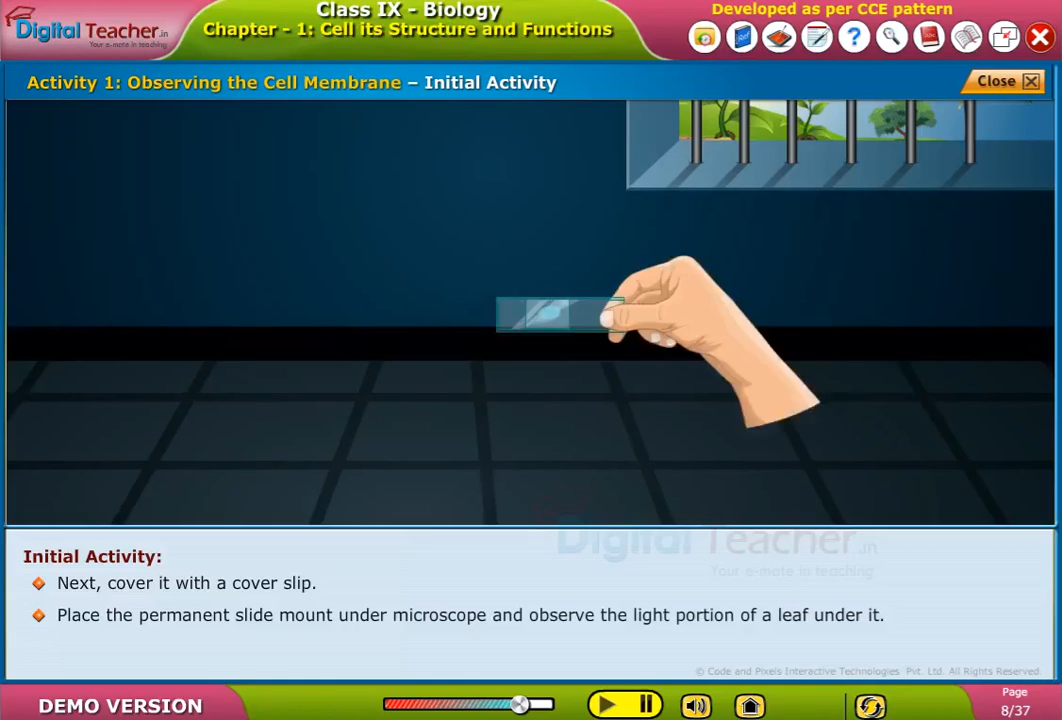 Digital Teacher.in
Your e-mate in teaching
Class IX - Biology
Chapter - 1: Cell its Structure and Functions
Developed as per CCE pattern
Activity 1: Observing the Cell Membrane – Initial Activity
Close
Initial Activity:
Next, cover it with a cover slip.
Place the permanent slide mount under microscope and observe the light portion of a leaf under it.
Digital Teacher.in
Your e-mate in teaching
© Code and Pixels Interactive Technologies Pvt. Ltd. All Rights Reserved.
DEMO VERSION
Page
8/37